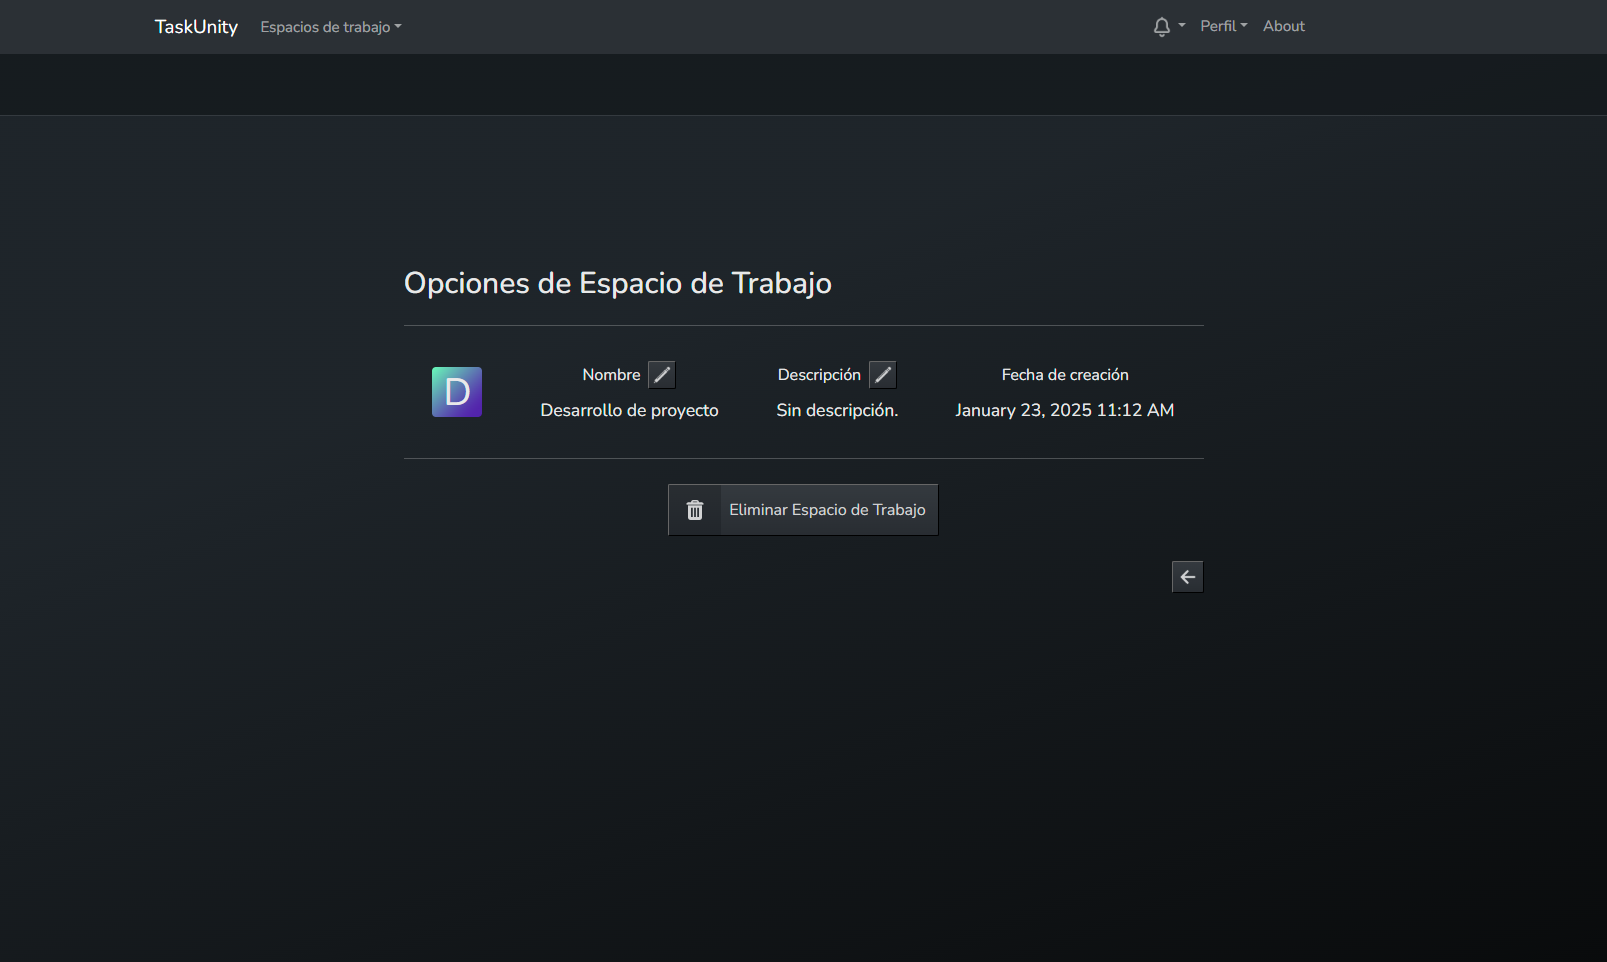 TaskUnity Espacios de trabajo Perfil About
Opciones de Espacio de Trabajo
D
Nombre Descripción Fecha de creación
Desarrollo de proyecto Sin descripción. January 23, 2025 11:12 AM
Eliminar Espacio de Trabajo